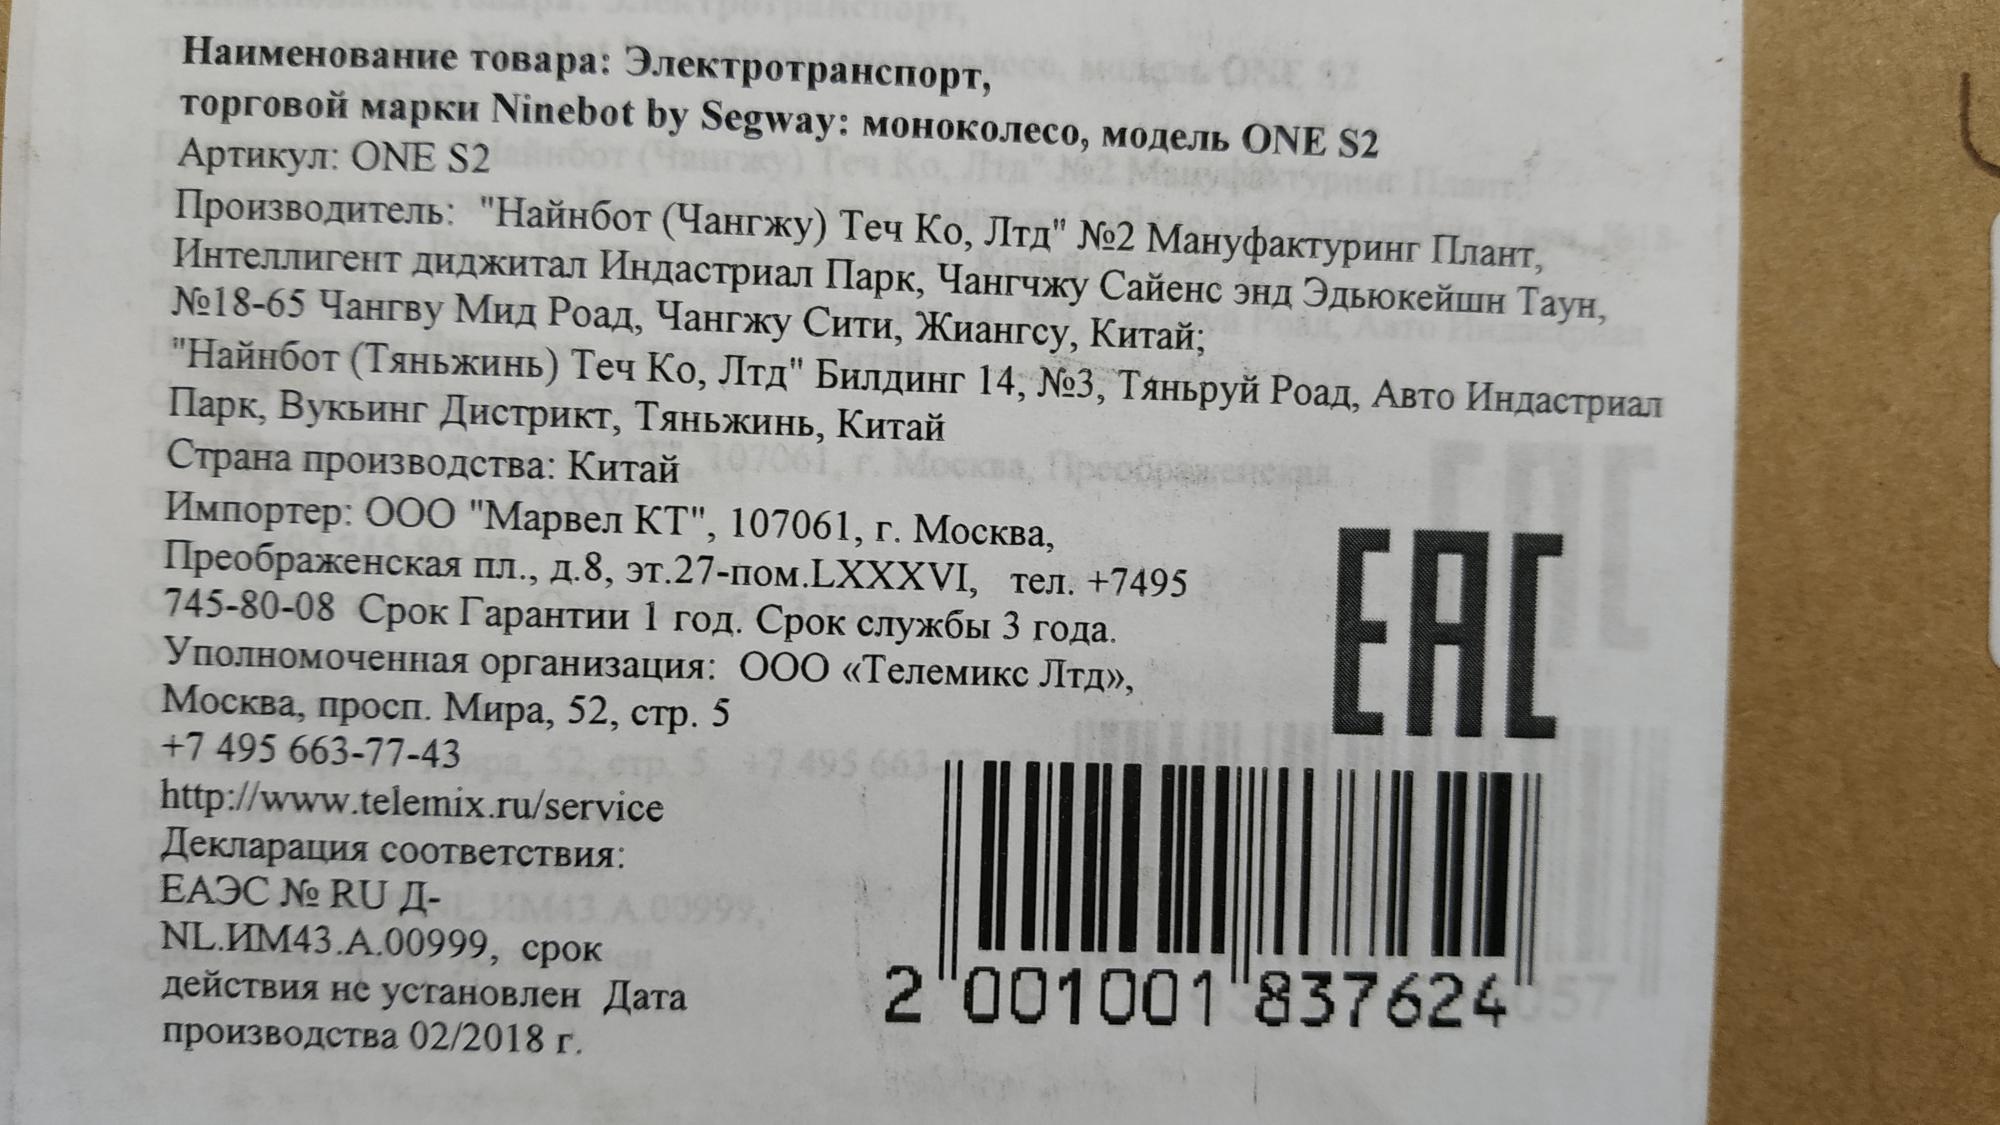 Наименование товара: Электротранспорт,
торговой марки Ninebot by Segway: моноколесо, модель ONE S2
Артикул: ONE S2
Производитель: "Найнбот (Чангжу) Теч Ко, Лтд" №2 Мануфактуринг Плант,
Интеллигент диджитал Индастриал Парк, Чангчжу Сайенс энд Эдьюкейшн Таун,
№18-65 Чангву Мид Роад, Чангжу Сити, Жиангсу, Китай;
"Найнбот (Тяньжинь) Теч Ко, Лтд" Билдинг 14, №3, Тяньруй Роад, Авто Индастриал
Парк, Вукьинг Дистрикт, Тяньжинь, Китай
Страна производства: Китай
Импортер: ООО "Марвел КТ", 107061, г. Москва,
Преображенская пл., д.8, эт.27-пом.LXXXVI, тел. +7495
745-80-08 Срок Гарантии 1 год. Срок службы 3 года.
Уполномоченная организация: ООО «Телемикс Лтд»,
Москва, просп. Мира, 52, стр. 5
+7 495 663-77-43
http://www.telemix.ru/service
Декларация соответствия:
ЕАЭС № RU Д-
NL.ИМ43.А.00999, срок
действия не установлен Дата
производства 02/2018 г.
EAC
2 001001 837624